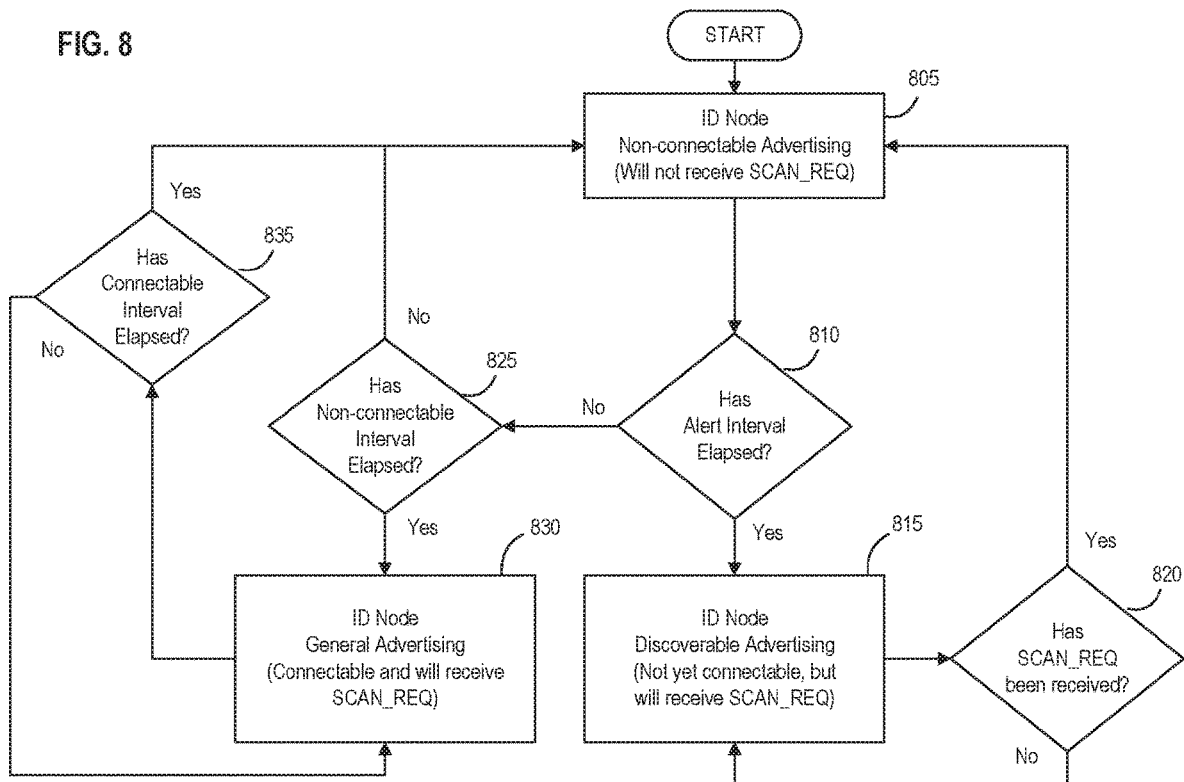 FIG. 8
START
805
ID Node
Non-connectable Advertising
(Will not receive SCAN_REQ)
Yes
835
Has
Connectable
Interval
Elapsed?
No
No
825
Has
Non-connectable
Interval
Elapsed?
No
810
Has
Alert Interval
Elapsed?
Yes
830
Yes
815
Yes
820
ID Node
General Advertising
(Connectable and will receive
SCAN_REQ)
ID Node
Discoverable Advertising
(Not yet connectable, but
will receive SCAN_REQ)
Has
SCAN_REQ
been received?
No